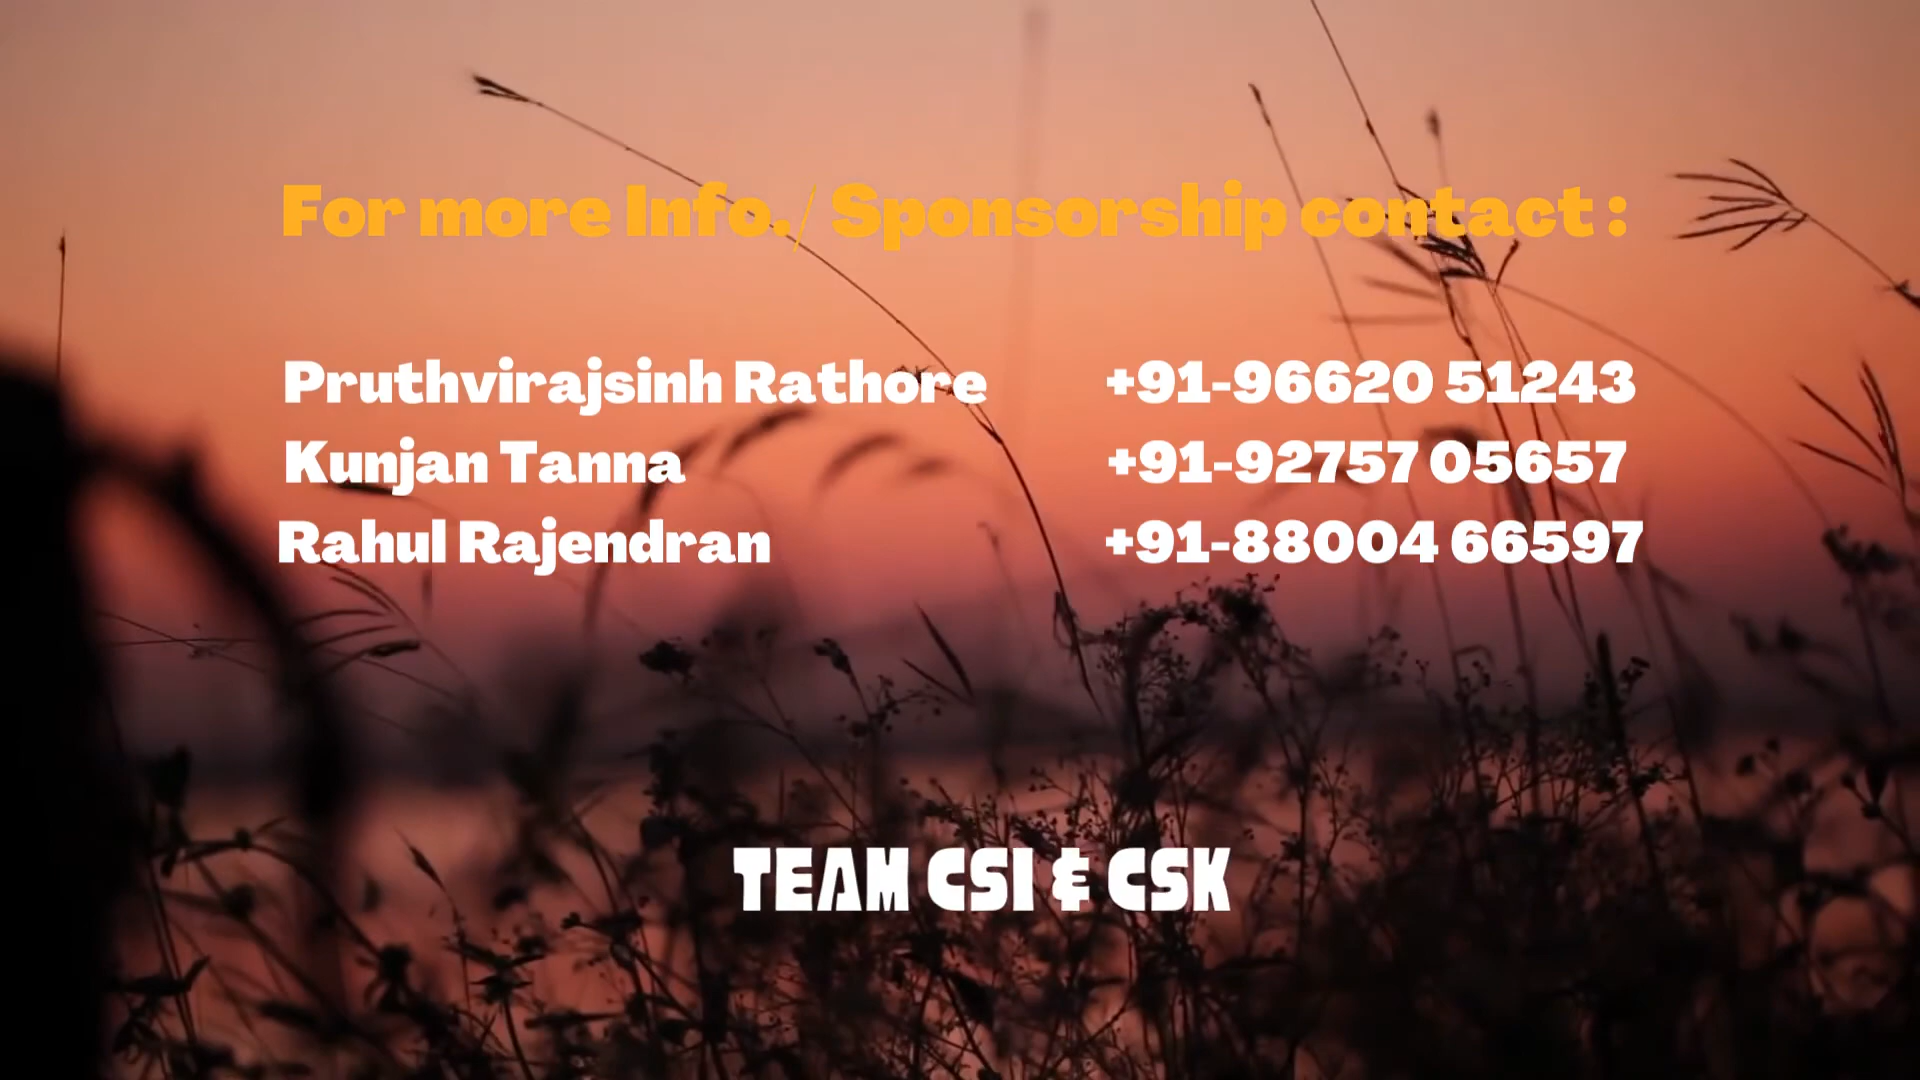 For more Info./ Sponsorship contact :
Pruthvirajsinh Rathore +91-96620 51243
Kunjan Tanna +91-92757 05657
Rahul Rajendran +91-88004 66597
TEAM CSI & CSK